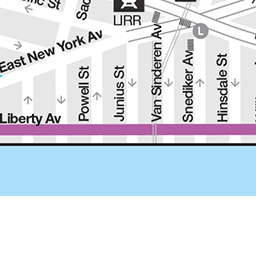 LIRR
East New York Av
Van Sinderen Av
L
Powell St
Junius St
Snediker Av
Hinsdale St
Liberty Av